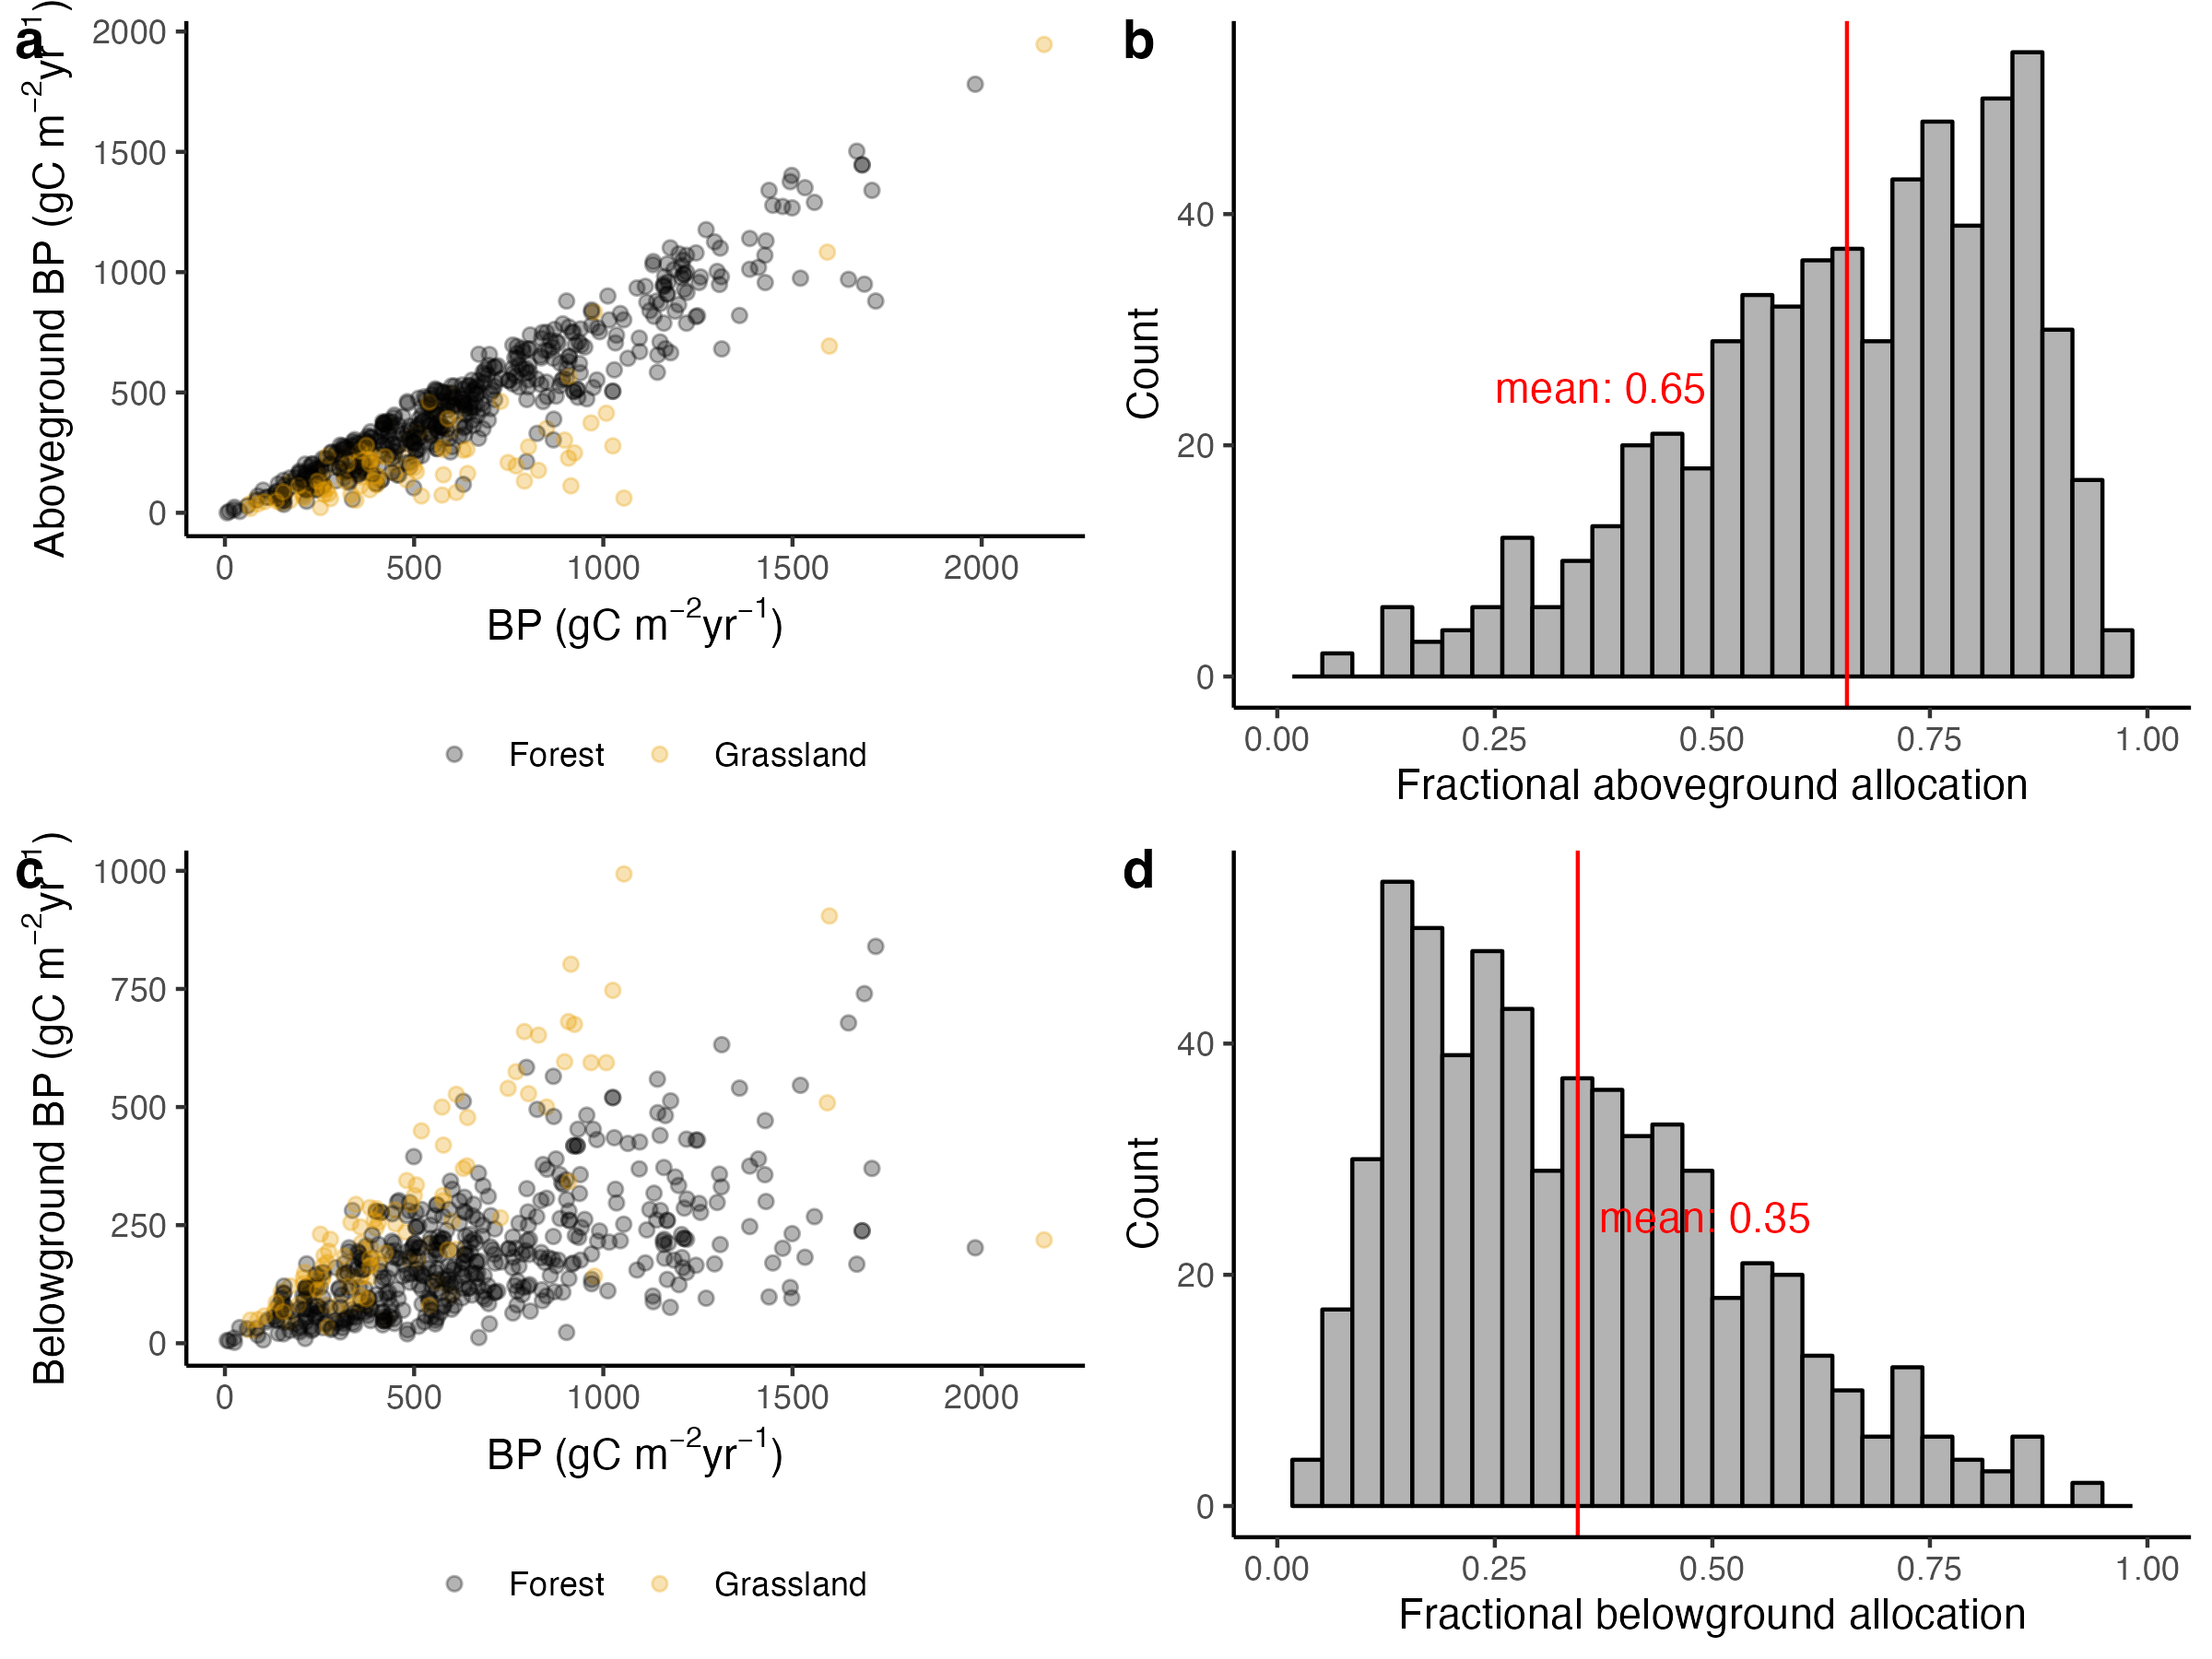 a
Aboveground BP (gC m⁻²yr⁻¹)
2000
1500
1000
500
0
0 500 1000 1500 2000
BP (gC m⁻²yr⁻¹)
Forest Grassland
b
Count
40
20
0
mean: 0.65
0.00 0.25 0.50 0.75 1.00
Fractional aboveground allocation
c
Belowground BP (gC m⁻²yr⁻¹)
1000
750
500
250
0
0 500 1000 1500 2000
BP (gC m⁻²yr⁻¹)
Forest Grassland
d
Count
40
20
0
mean: 0.35
0.00 0.25 0.50 0.75 1.00
Fractional belowground allocation